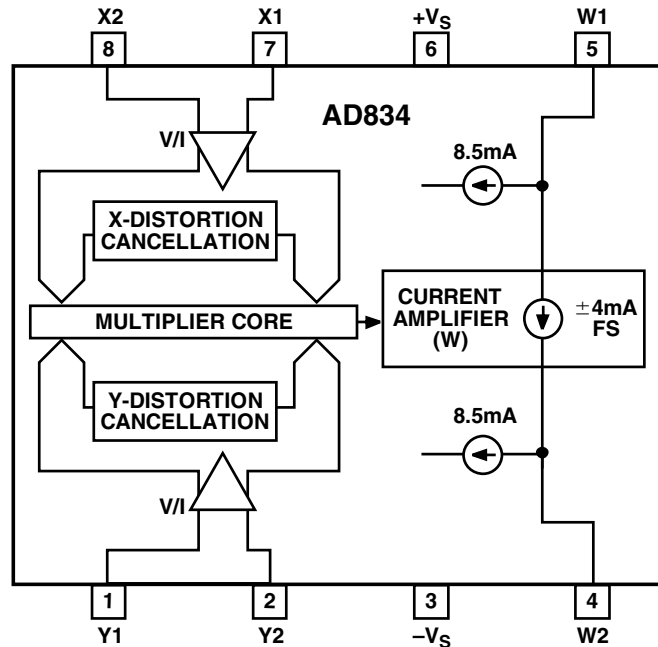 X2 X1 +VS W1
8 7 6 5
AD834
V/I
8.5mA
X-DISTORTION
CANCELLATION
MULTIPLIER CORE
CURRENT
AMPLIFIER
(W)
±4mA
FS
Y-DISTORTION
CANCELLATION
8.5mA
V/I
1 2 3 4
Y1 Y2 –VS W2